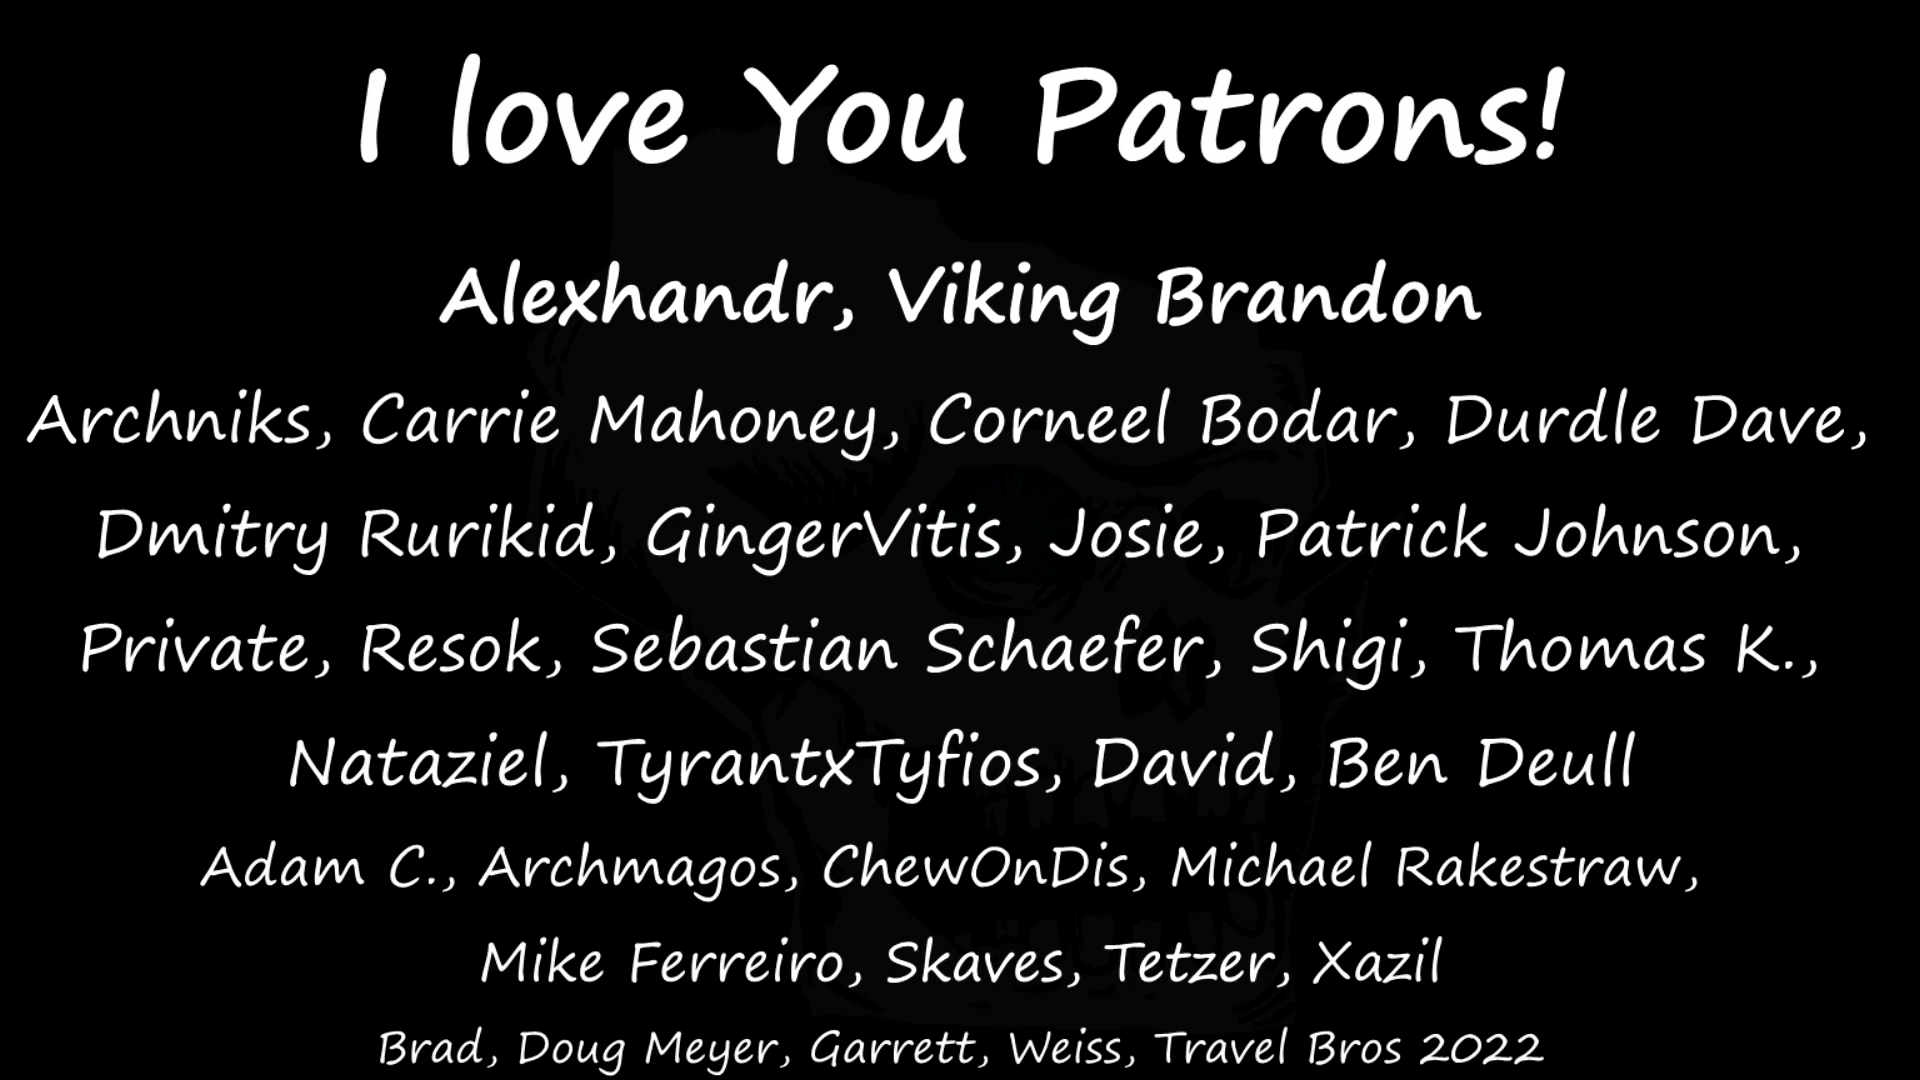 I love You Patrons!
Alexhandr, Viking Brandon
Archniks, Carrie Mahoney, Corneel Bodar, Durdle Dave,
Dmitry Rurikid, GingerVitis, Josie, Patrick Johnson,
Private, Resok, Sebastian Schaefer, Shigi, Thomas K.,
Nataziel, TyrantxTyfios, David, Ben Deull
Adam C., Archmagos, ChewOnDis, Michael Rakestraw,
Mike Ferreiro, Skaves, Tetzer, Xazil
Brad, Doug Meyer, Garrett, Weiss, Travel Bros 2022